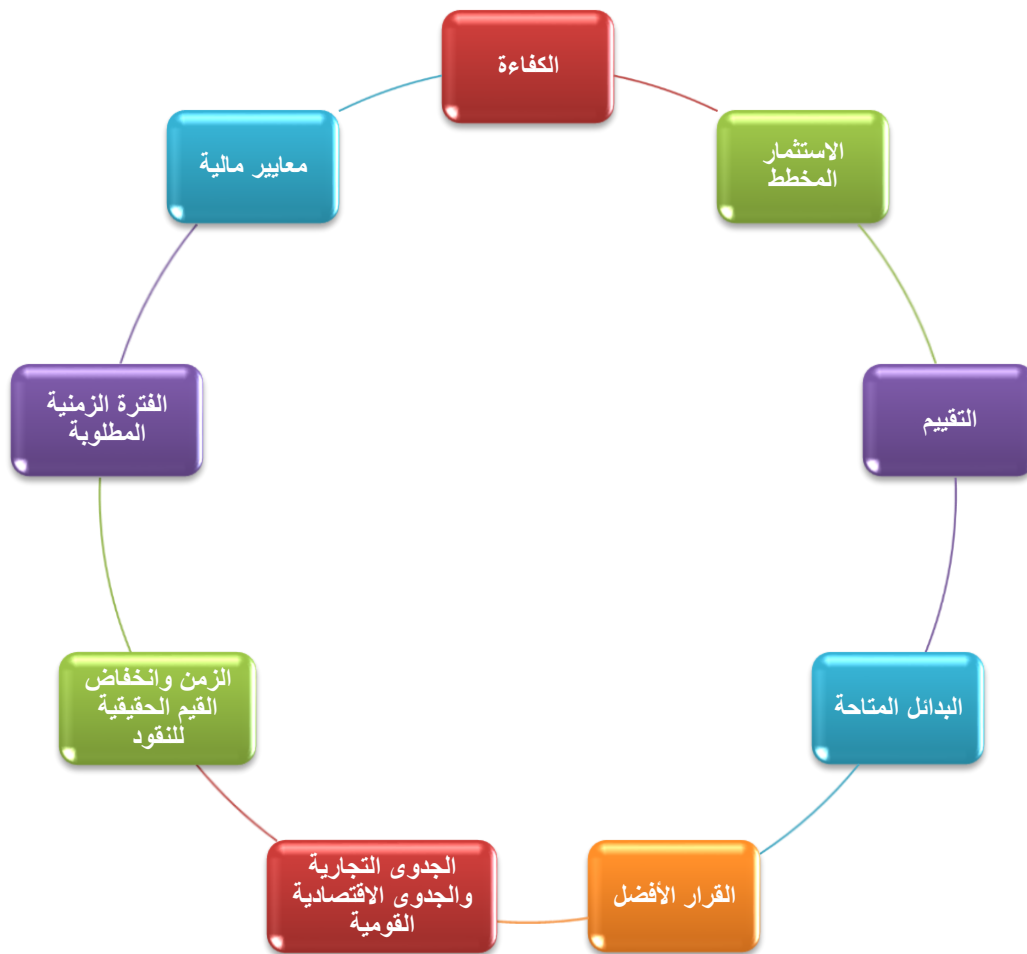 الكفاءة
الاستثمار
المخطط
التقييم
البدائل المتاحة
القرار الأفضل
الجدوى التجارية
والجدوى الاقتصادية
القومية
الزمن وانخفاض
القيم الحقيقية
للنقود
الفترة الزمنية
المطلوبة
معايير مالية